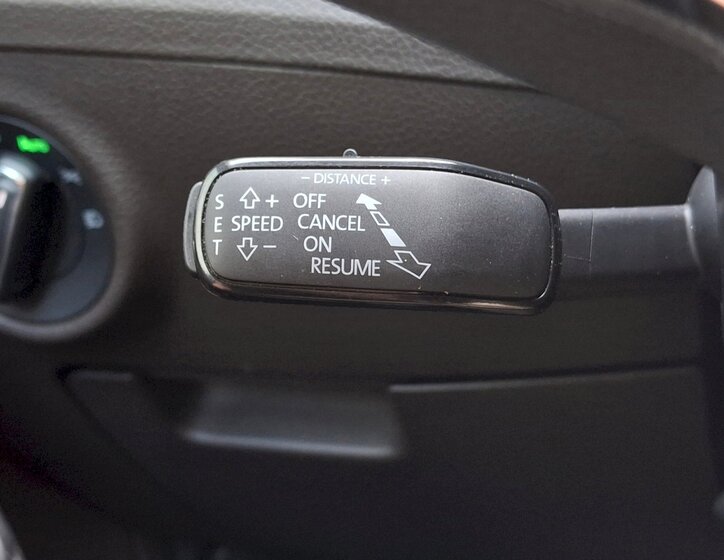 - DISTANCE +
S + OFF
E SPEED CANCEL
T - ON
RESUME